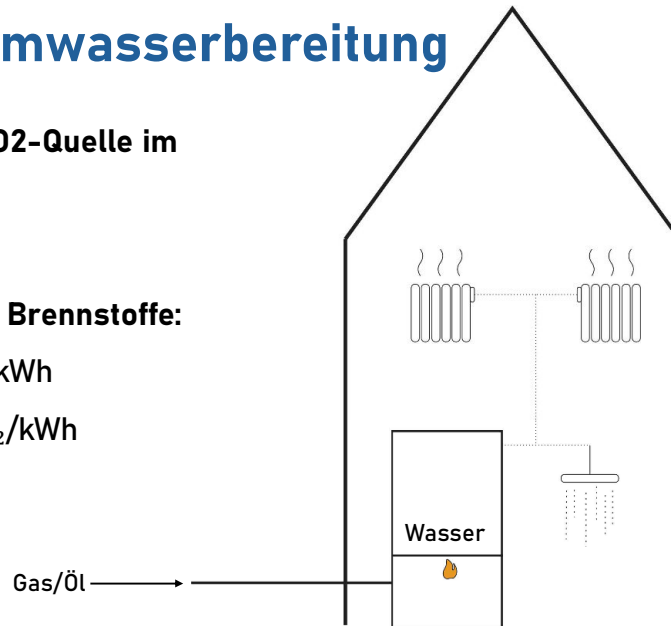 mwasserbereitung
O2-Quelle im
Brennstoffe:
kWh
₂/kWh
Wasser
Gas/Öl